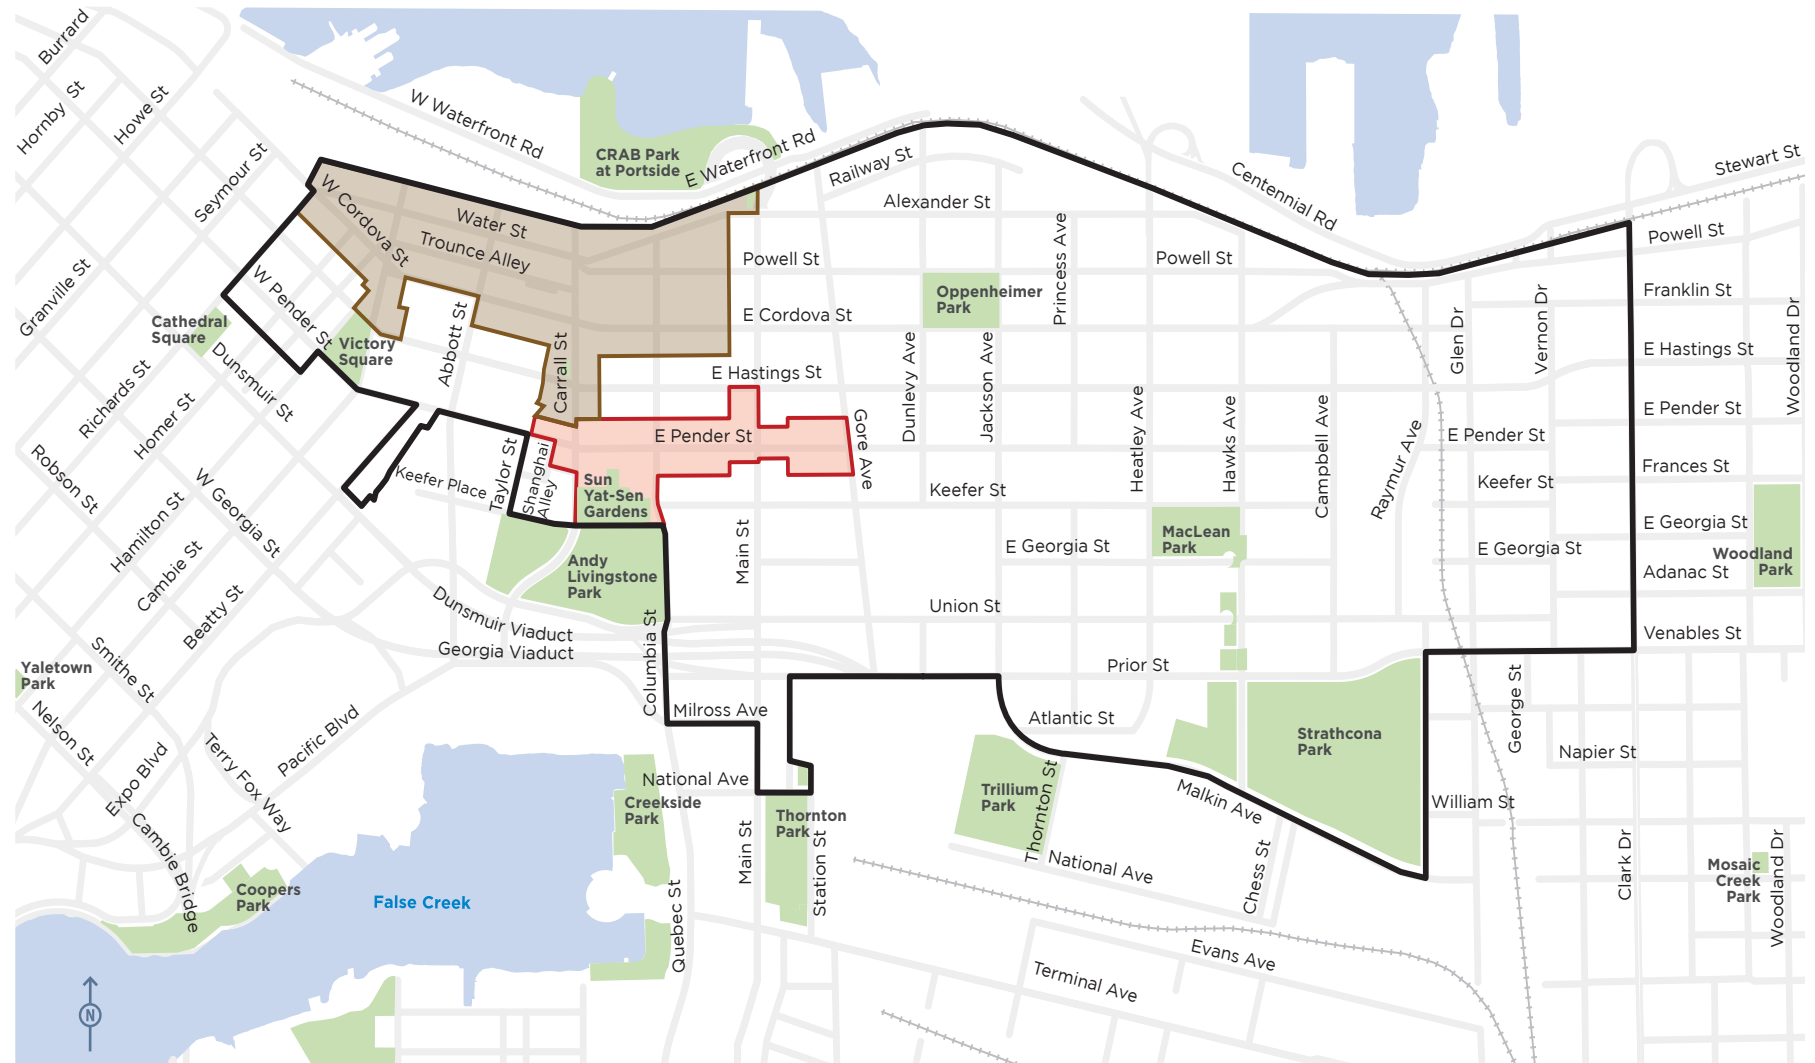 Burrard
Hornby St
Howe St
Seymour St
Granville St
W Waterfront Rd
CRAB Park
at Portside
E Waterfront Rd
Railway St
Alexander St
Centennial Rd
Stewart St
Powell St
W Cordova St
Water St
Trounce Alley
Powell St
Powell St
Princess Ave
Oppenheimer
Park
E Cordova St
Franklin St
W Pender St
Cathedral
Square
Victory
Square
Abbott St
Carrall St
E Hastings St
Dunlevy Ave
Jackson Ave
Glen Dr
Vernon Dr
E Hastings St
Woodland Dr
Dunsmuir St
Richards St
Homer St
Robson St
Hamilton St
W Georgia St
Cambie St
Beatty St
Keefer Place
Taylor St
Shanghai
Alley
E Pender St
Sun
Yat-Sen
Gardens
Gore Ave
Heatley Ave
Hawks Ave
Campbell Ave
Raymur Ave
E Pender St
E Pender St
Frances St
Keefer St
Keefer St
E Georgia St
Main St
E Georgia St
MacLean
Park
E Georgia St
Woodland
Park
Adanac St
Andy
Livingstone
Park
Union St
Venables St
Dunsmuir Viaduct
Georgia Viaduct
Columbia St
Prior St
Yaletown
Park
Smithe St
Nelson St
Expo Blvd
Terry Fox Way
Pacific Blvd
Cambie Bridge
Milross Ave
Atlantic St
Strathcona
Park
George St
Napier St
National Ave
Creekside
Park
Thornton
Park
Trillium
Park
Thornton St
Malkin Ave
William St
Main St
Station St
National Ave
Chess St
Clark Dr
Woodland Dr
Mosaic
Creek
Park
Coopers
Park
False Creek
Quebec St
Evans Ave
Terminal Ave
N